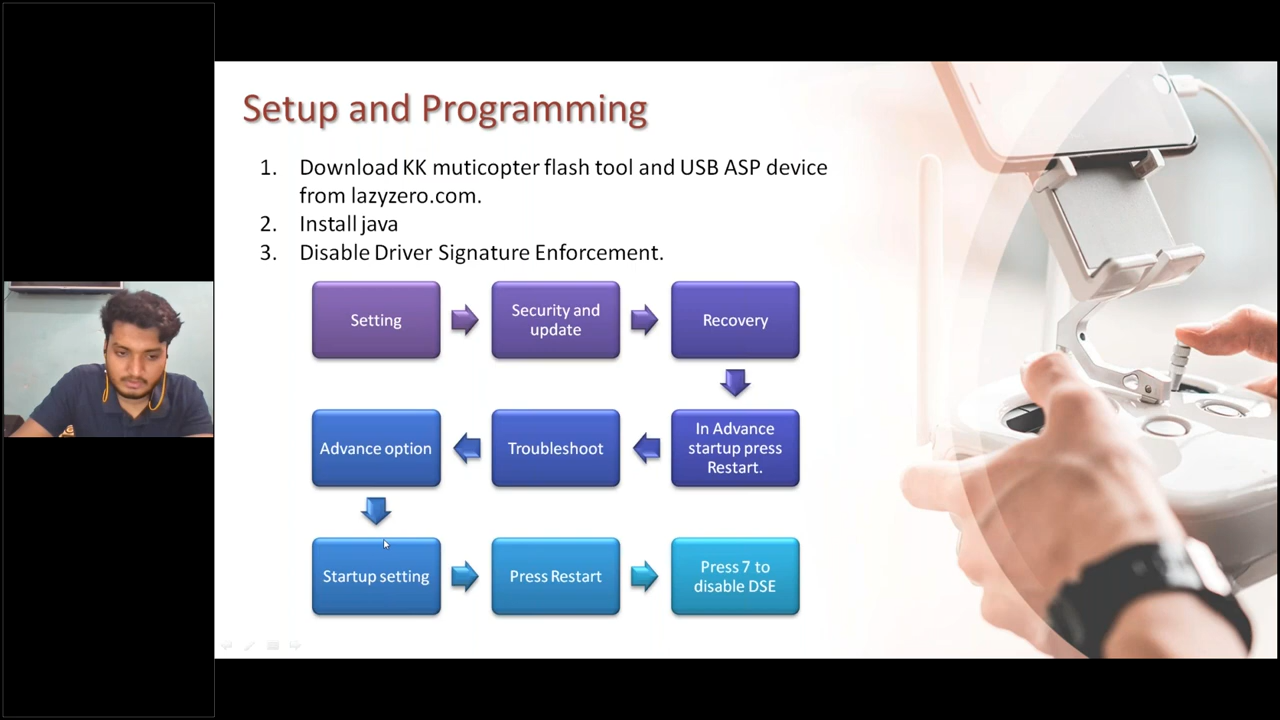 Setup and Programming
1. Download KK muticopter flash tool and USB ASP device
from lazyzero.com.
2. Install java
3. Disable Driver Signature Enforcement.
Setting
Security and
update
Recovery
In Advance
startup press
Restart.
Troubleshoot
Advance option
Startup setting
Press Restart
Press 7 to
disable DSE